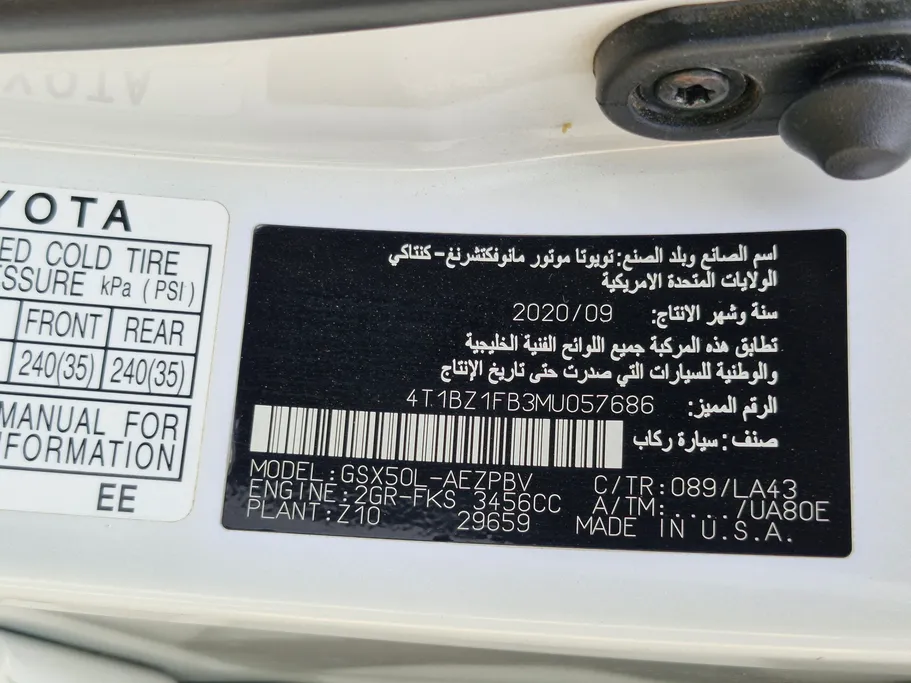 YOTA
ED COLD TIRE
SSURE kPa (PSI)
FRONT REAR
240(35) 240(35)
MANUAL FOR
FORMATION
EE
اسم الصانع وبلد الصنع: تويوتا موتور مانوفكتشرنغ - كنتاكي
الولايات المتحدة الامريكية
سنة وشهر الانتاج: 2020/09
تطابق هذه المركبة جميع اللوائح الفنية الخليجية
والوطنية للسيارات التي صدرت حتى تاريخ الإنتاج
الرقم المميز: 4T1BZ1FB3MU057686
صنف: سيارة ركاب
MODEL:GSX50L-AEZPBV C/TR:089/LA43
ENGINE:2GR-FKS 3456CC A/TM:..../UA80E
PLANT:Z10 29659 MADE IN U.S.A.